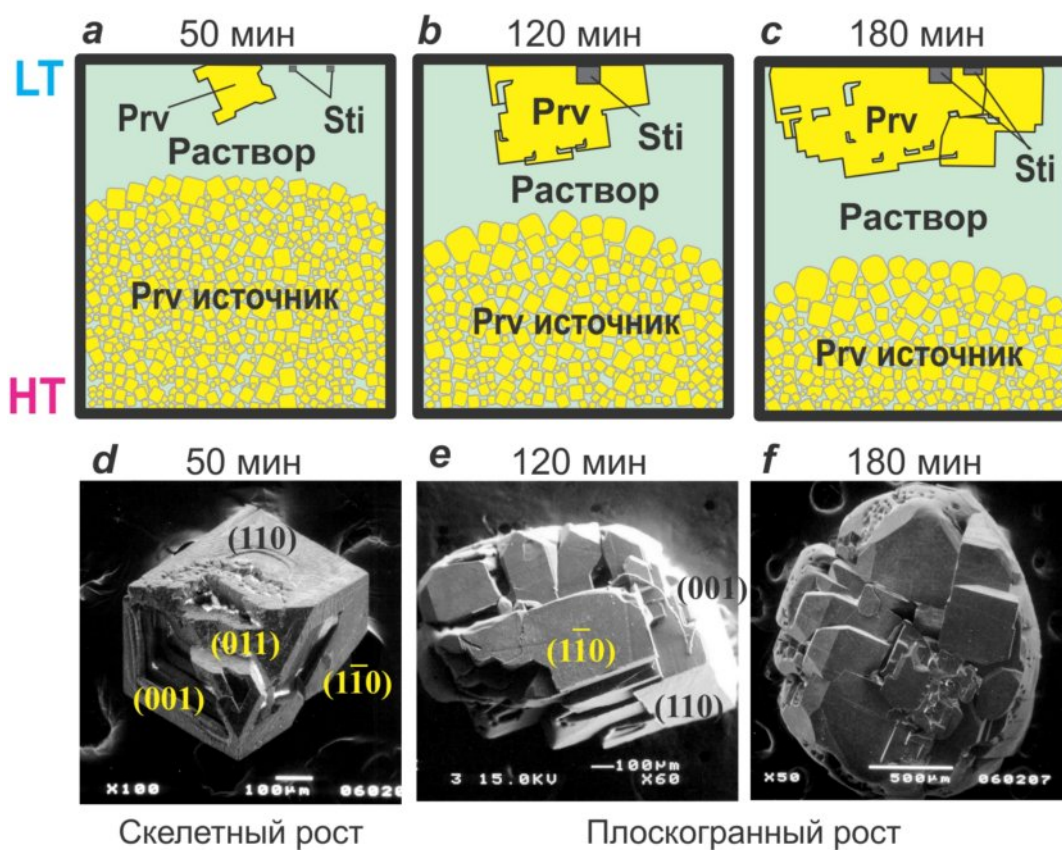 a 50 мин
b 120 мин
c 180 мин
LT
HT
Prv
Sti
Раствор
Prv источник
Prv
Sti
Раствор
Prv источник
Prv
Sti
Раствор
Prv источник
d 50 мин
e 120 мин
f 180 мин
(110)
(011)
(001)
(11̅0)
X100 100µm 06020
(001)
(11̅0)
(110)
3 15.0KV X60 100µm
X50 500µm 060207
Скелетный рост
Плоскогранный рост